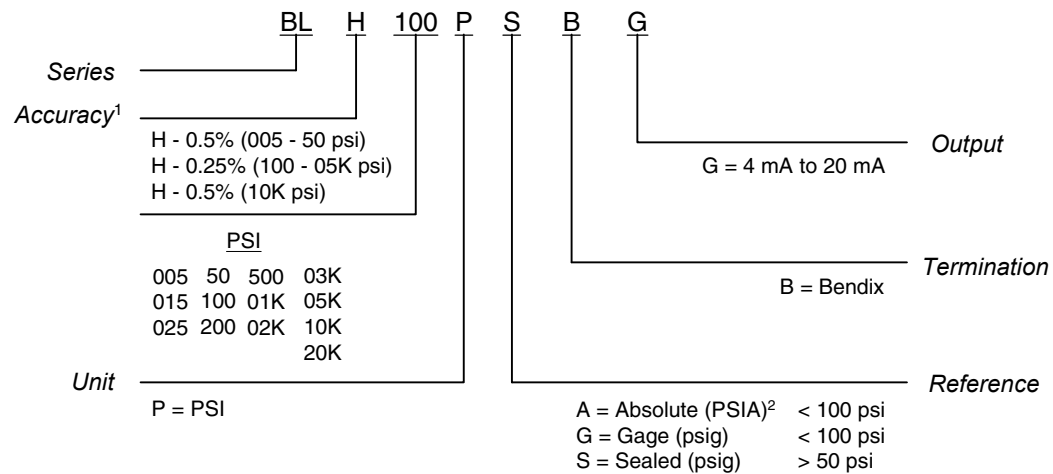 BL H 100 P S B G
Series
Accuracy¹
H - 0.5% (005 - 50 psi)
H - 0.25% (100 - 05K psi)
H - 0.5% (10K psi)
Output
G = 4 mA to 20 mA
PSI
005 50 500 03K
015 100 01K 05K
025 200 02K 10K
20K
Termination
B = Bendix
Unit
P = PSI
Reference
A = Absolute (PSIA)² < 100 psi
G = Gage (psig) < 100 psi
S = Sealed (psig) > 50 psi